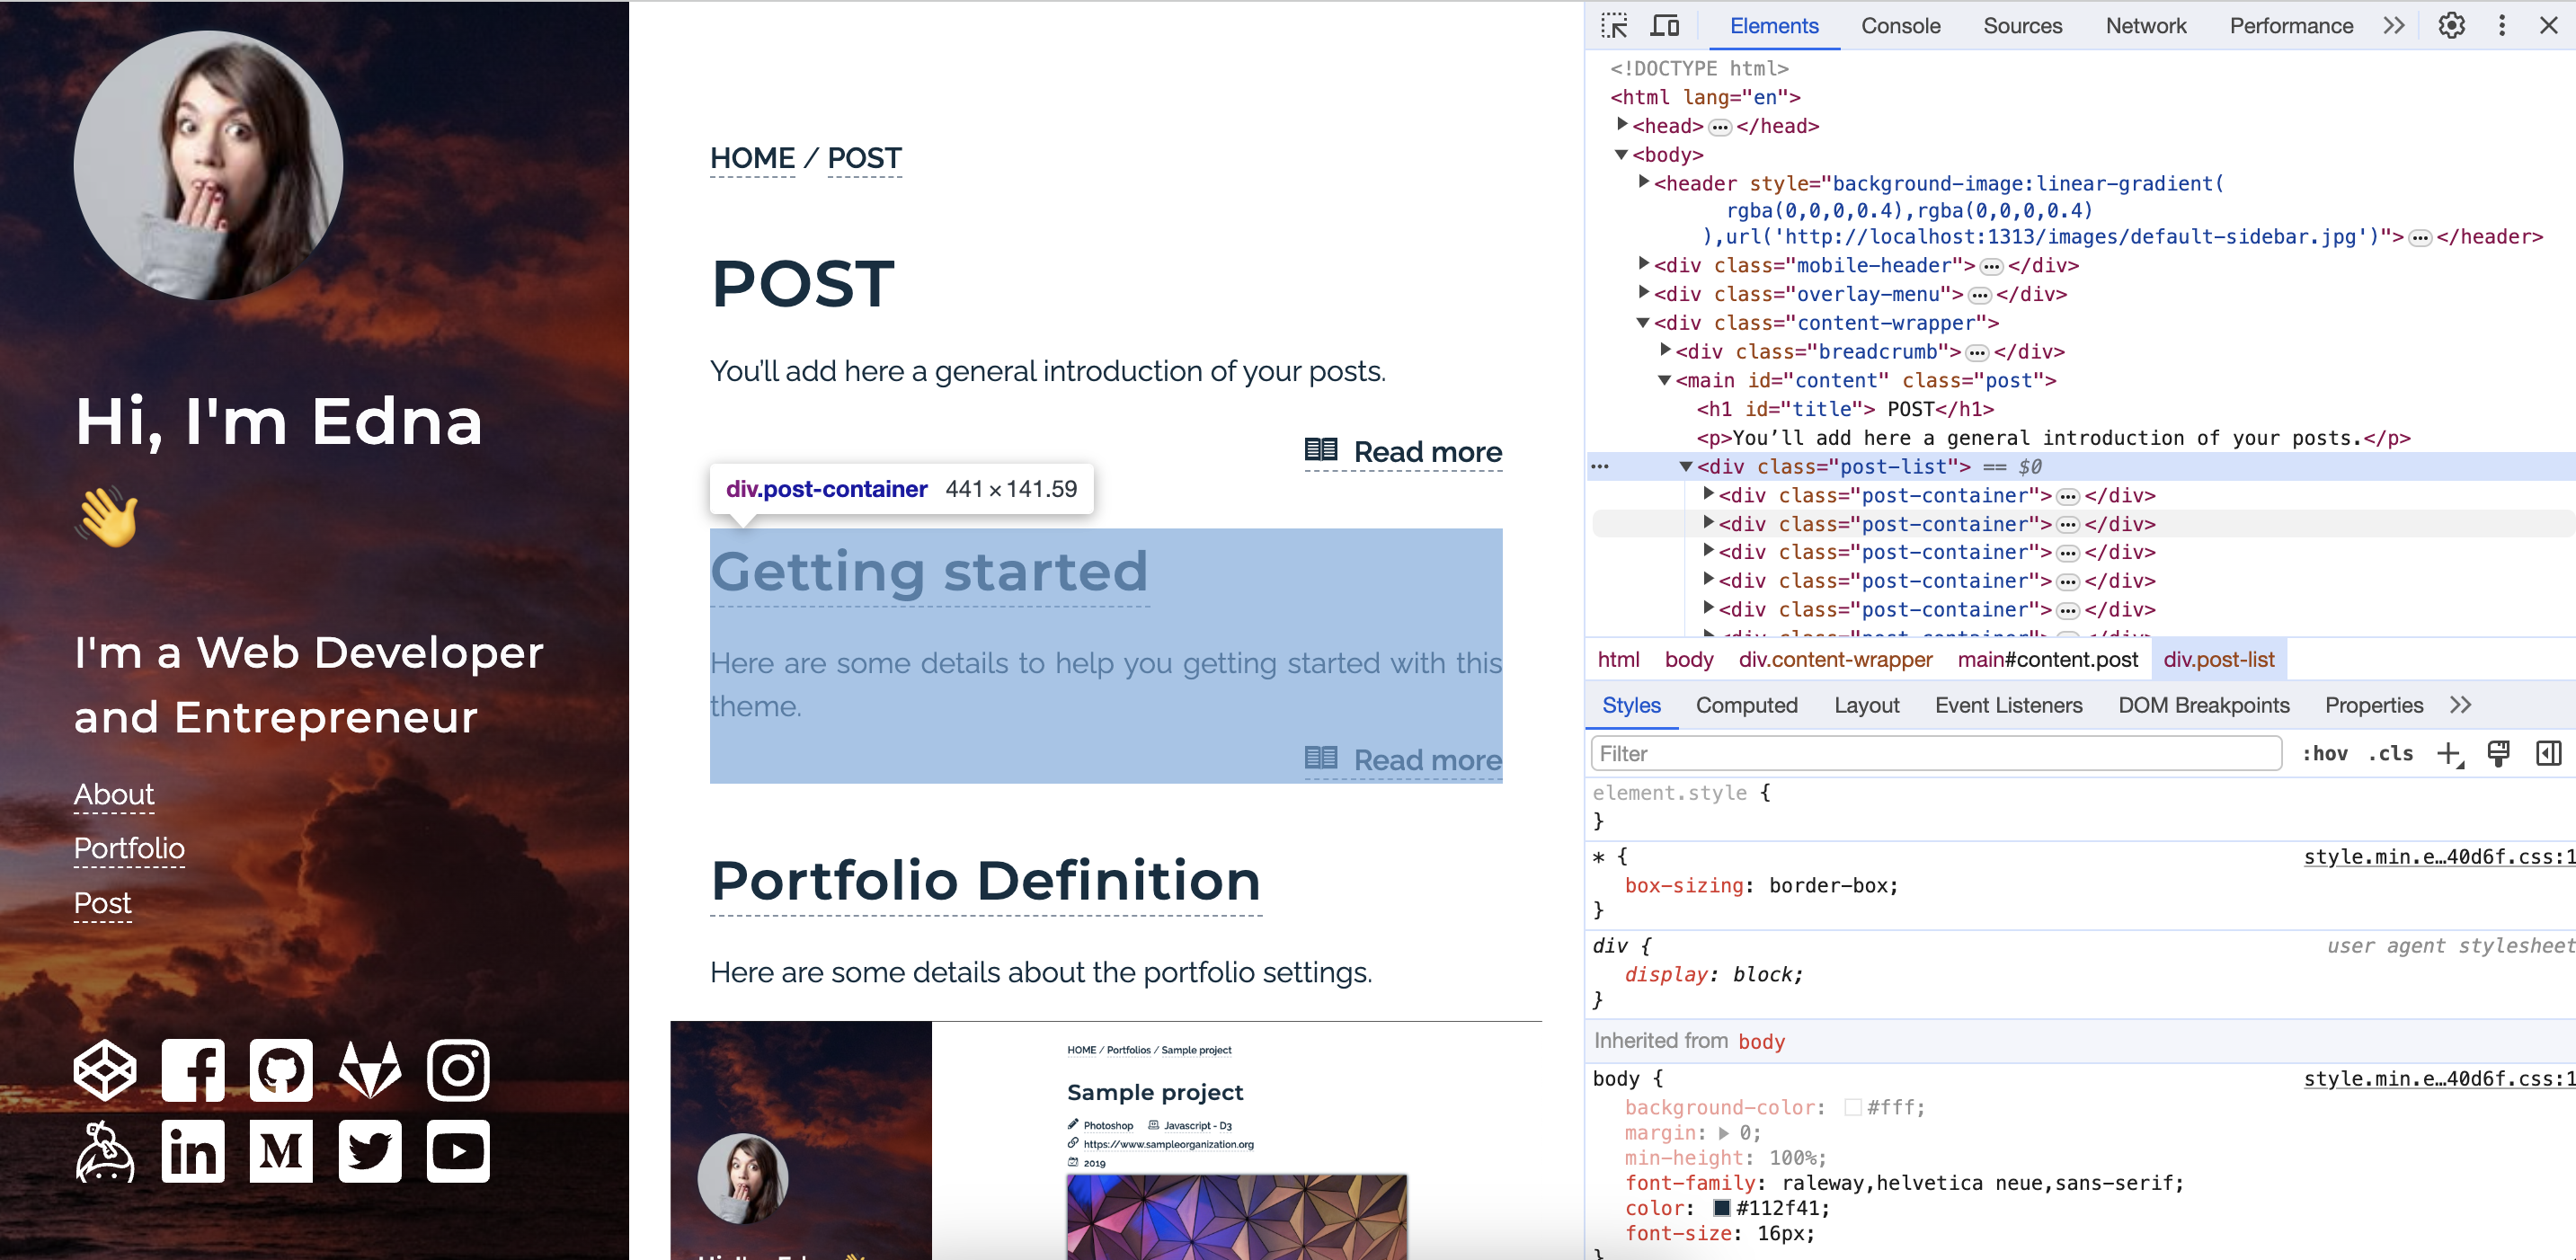 Hi, I'm Edna
I'm a Web Developer
and Entrepreneur
About
Portfolio
Post
in
M
HOME / POST
POST
You'll add here a general introduction of your posts.
Read more
div.post-container 441 × 141.59
Getting started
Here are some details to help you getting started with this
theme.
Read more
Portfolio Definition
Here are some details about the portfolio settings.
HOME / Portfolios / Sample project
Sample project
Photoshop Javascript - D3
https://www.sampleorganization.org
2019
Elements Console Sources Network Performance
<!DOCTYPE html>
<html lang="en">
<head> ••• </head>
<body>
<header style="background-image:linear-gradient(
rgba(0,0,0,0.4),rgba(0,0,0,0.4)
),url('http://localhost:1313/images/default-sidebar.jpg')"> ••• </header>
<div class="mobile-header"> ••• </div>
<div class="overlay-menu"> ••• </div>
<div class="content-wrapper">
<div class="breadcrumb"> ••• </div>
<main id="content" class="post">
<h1 id="title"> POST</h1>
<p>You’ll add here a general introduction of your posts.</p>
••• <div class="post-list"> == $0
<div class="post-container"> ••• </div>
<div class="post-container"> ••• </div>
<div class="post-container"> ••• </div>
<div class="post-container"> ••• </div>
<div class="post-container"> ••• </div>
<div class="post-container"> ••• </div>
html body div.content-wrapper main#content.post div.post-list
Styles Computed Layout Event Listeners DOM Breakpoints Properties
Filter :hov .cls
element.style {
}
* { style.min.e…40d6f.css:1
box-sizing: border-box;
}
div { user agent stylesheet
display: block;
}
Inherited from body
body { style.min.e…40d6f.css:1
background-color: #fff;
margin: 0;
min-height: 100%;
font-family: raleway,helvetica neue,sans-serif;
color: #112f41;
font-size: 16px;
}